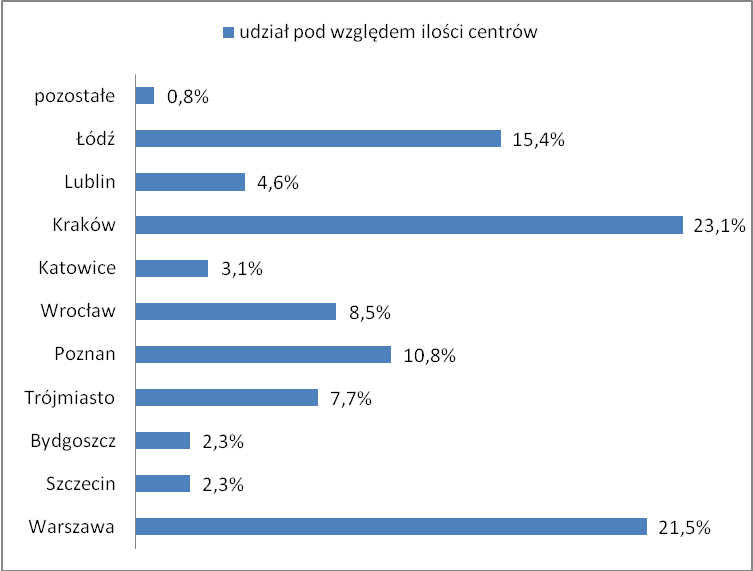 udział pod względem ilości centrów
pozostałe 0,8%
Łódź 15,4%
Lublin 4,6%
Kraków 23,1%
Katowice 3,1%
Wrocław 8,5%
Poznan 10,8%
Trójmiasto 7,7%
Bydgoszcz 2,3%
Szczecin 2,3%
Warszawa 21,5%